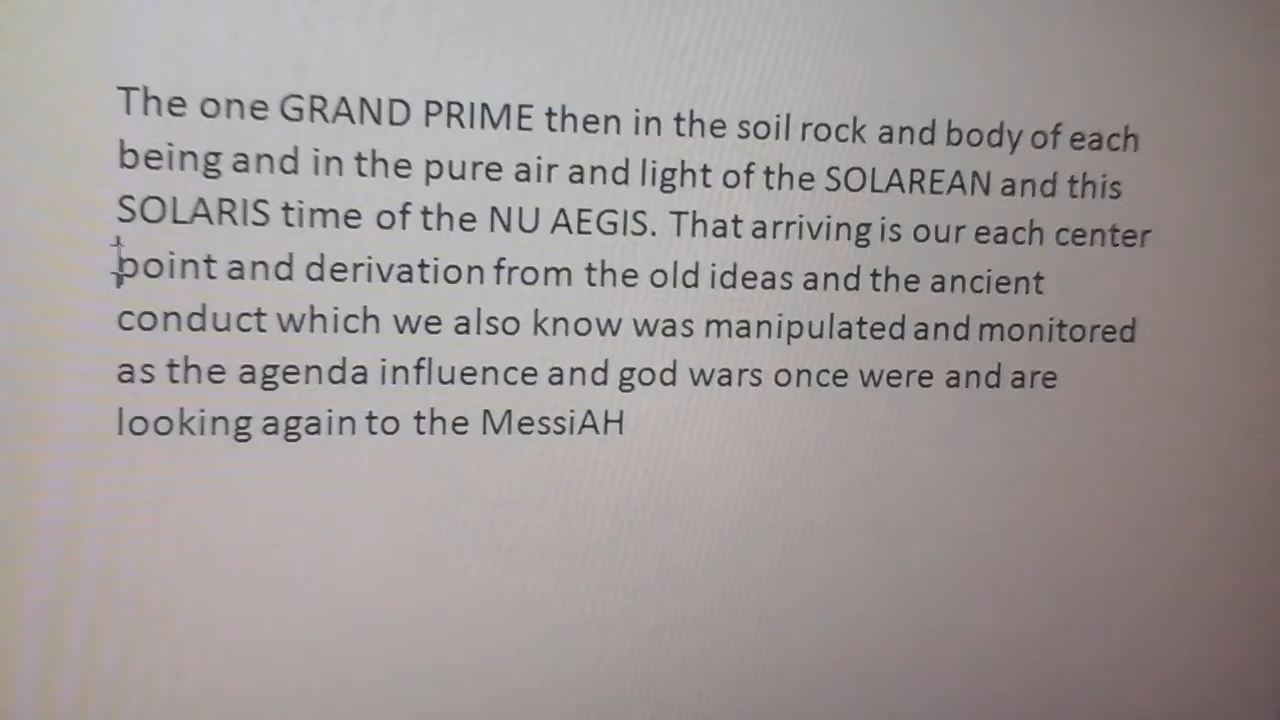 The one GRAND PRIME then in the soil rock and body of each
being and in the pure air and light of the SOLAREAN and this
SOLARIS time of the NU AEGIS. That arriving is our each center
point and derivation from the old ideas and the ancient
conduct which we also know was manipulated and monitored
as the agenda influence and god wars once were and are
looking again to the MessiAH